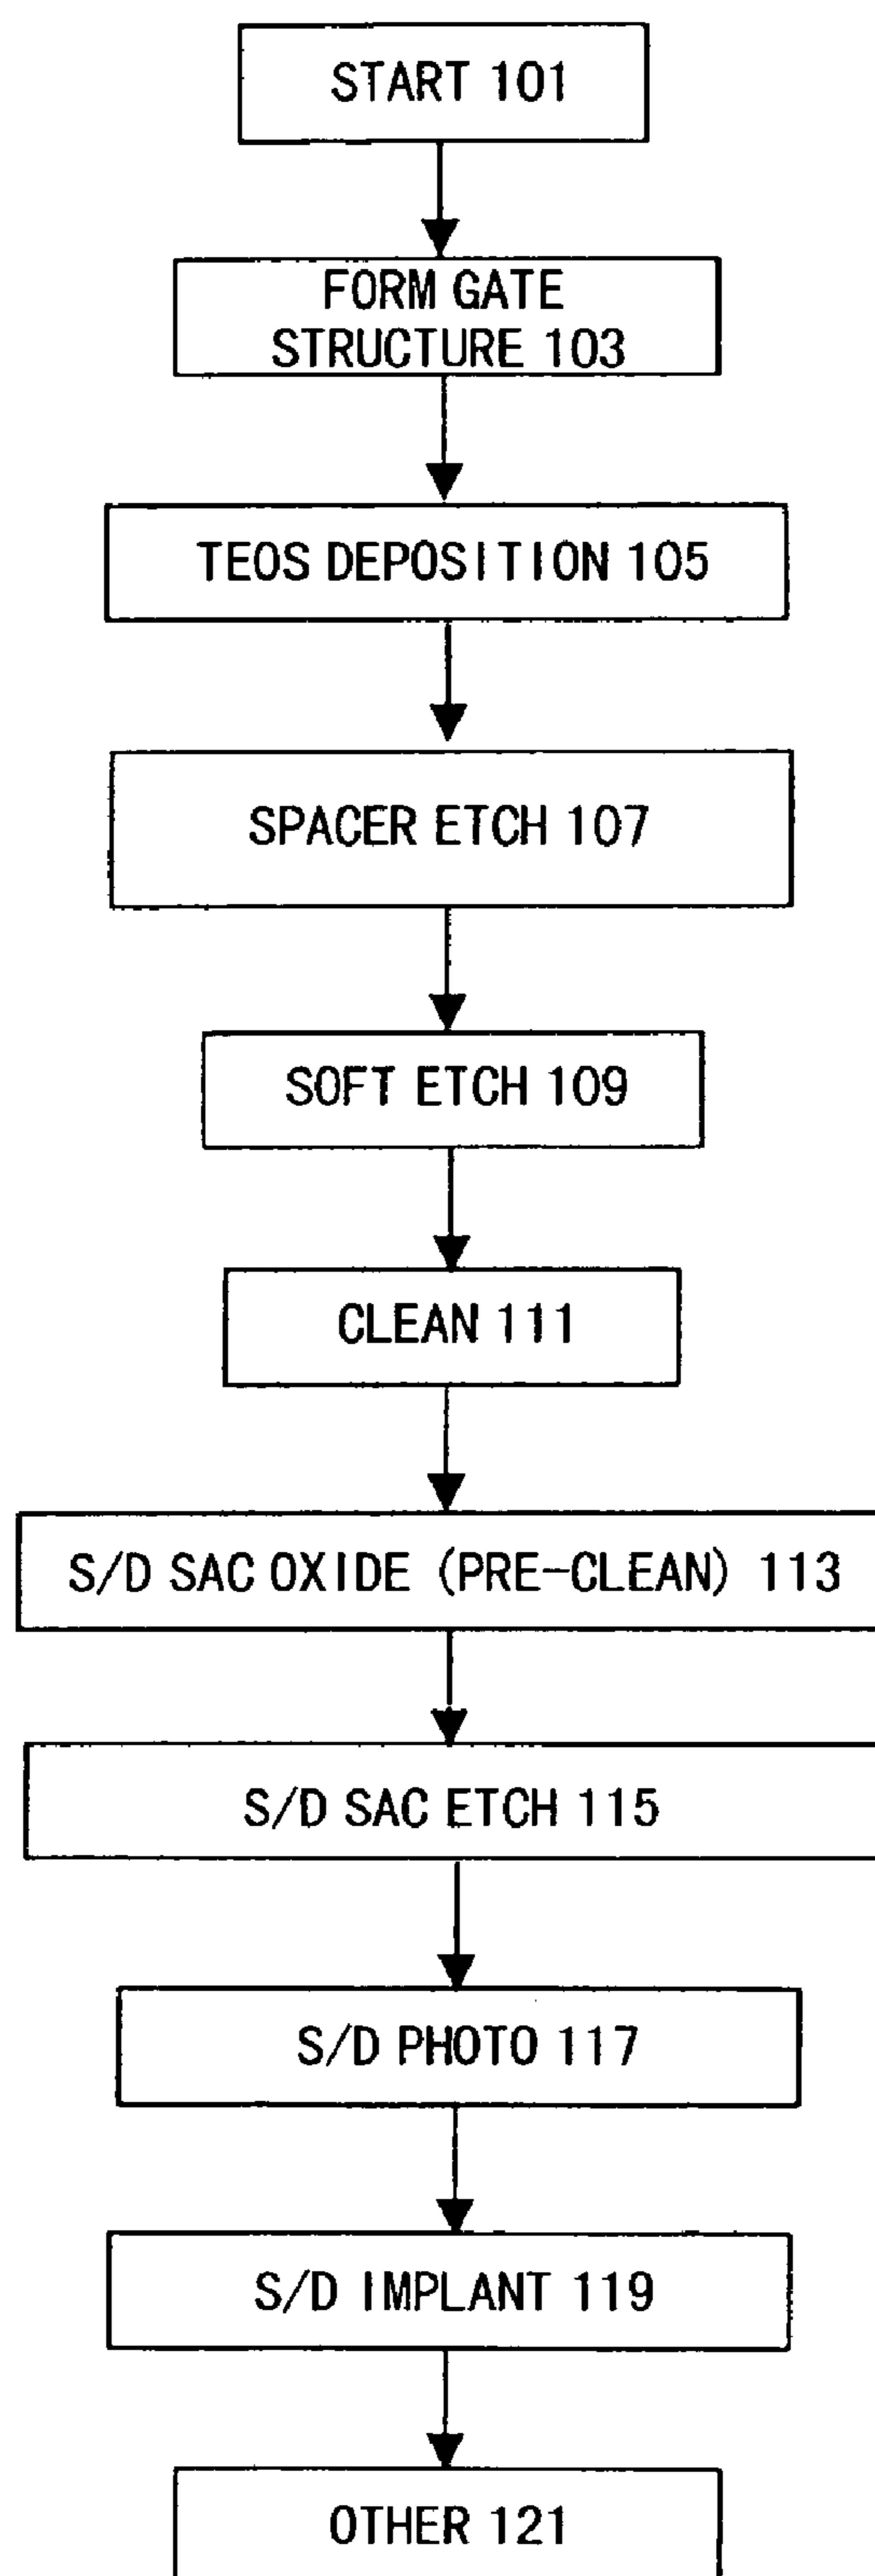 START 101
FORM GATE
STRUCTURE 103
TEOS DEPOSITION 105
SPACER ETCH 107
SOFT ETCH 109
CLEAN 111
S/D SAC OXIDE (PRE-CLEAN) 113
S/D SAC ETCH 115
S/D PHOTO 117
S/D IMPLANT 119
OTHER 121